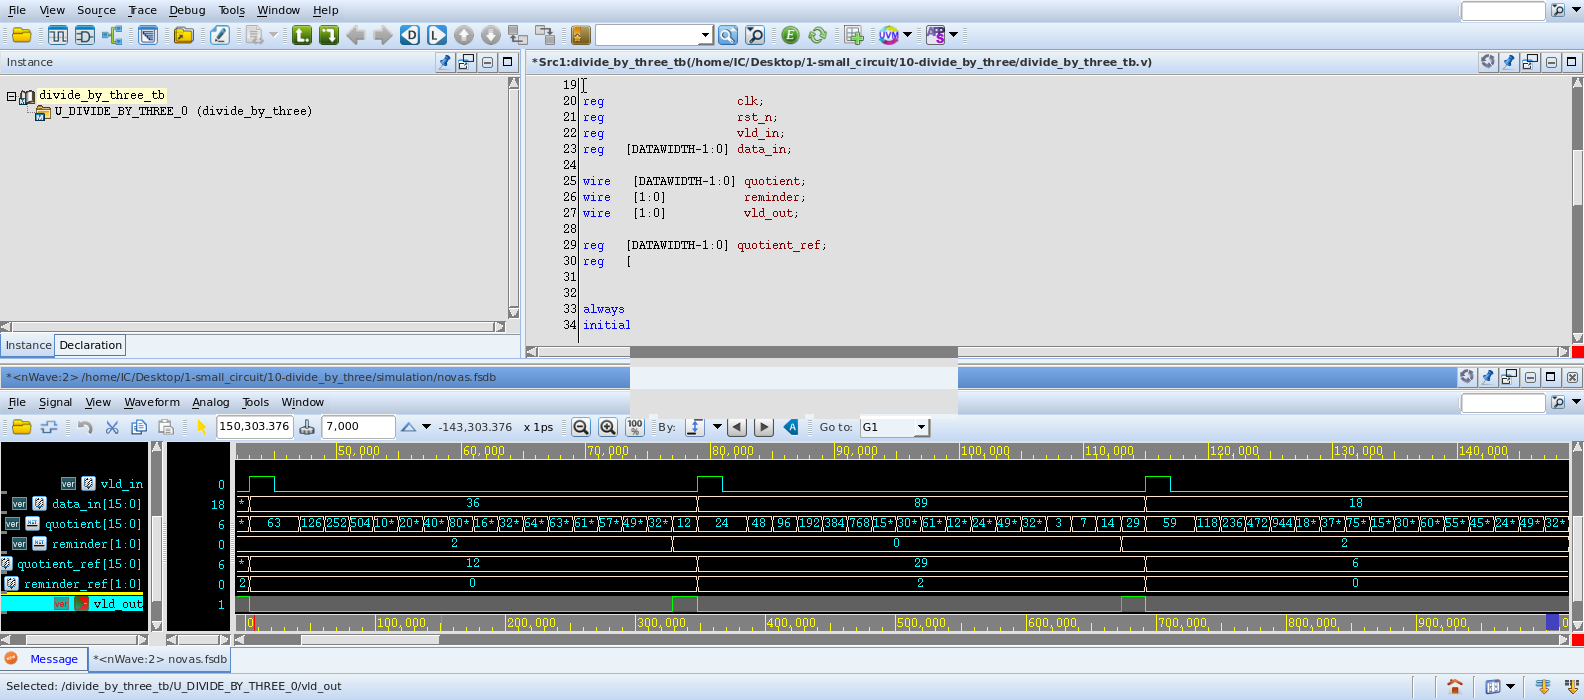 File View Source Trace Debug Tools Window Help
Instance
*Src1:divide_by_three_tb(/home/IC/Desktop/1-small_circuit/10-divide_by_three/divide_by_three_tb.v)
divide_by_three_tb
U_DIVIDE_BY_THREE_0 (divide_by_three)
19
20 reg clk;
21 reg rst_n;
22 reg vld_in;
23 reg [DATAWIDTH-1:0] data_in;
24
25 wire [DATAWIDTH-1:0] quotient;
26 wire [1:0] reminder;
27 wire [1:0] vld_out;
28
29 reg [DATAWIDTH-1:0] quotient_ref;
30 reg [
31
32
33 always
34 initial
Instance Declaration
*<nWave:2> /home/IC/Desktop/1-small_circuit/10-divide_by_three/simulation/novas.fsdb
File Signal View Waveform Analog Tools Window
150,303.376 7,000 -143,303.376 x 1ps 100 % By: Go to: G1
50,000 60,000 70,000 80,000 90,000 100,000 110,000 120,000 130,000 140,000
ver vld_in 0
ver data_in[15:0] 18 * 36 89 18
ver quotient[15:0] 6 * 63 126 252 504 10* 20* 40* 80* 16* 32* 64* 63* 61* 57* 49* 32* 12 24 48 96 192 384 768 15* 30* 61* 12* 24* 49* 32* 3 7 14 29 59 118 236 472 944 18* 37* 75* 15* 30* 60* 55* 45* 24* 49* 32*
ver reminder[1:0] 0 2 0 2
quotient_ref[15:0] 6 * 12 29 6
reminder_ref[1:0] 0 2 0 2 0
ver vld_out 1
0 100,000 200,000 300,000 400,000 500,000 600,000 700,000 800,000 900,000 0
Message *<nWave:2> novas.fsdb
Selected: /divide_by_three_tb/U_DIVIDE_BY_THREE_0/vld_out